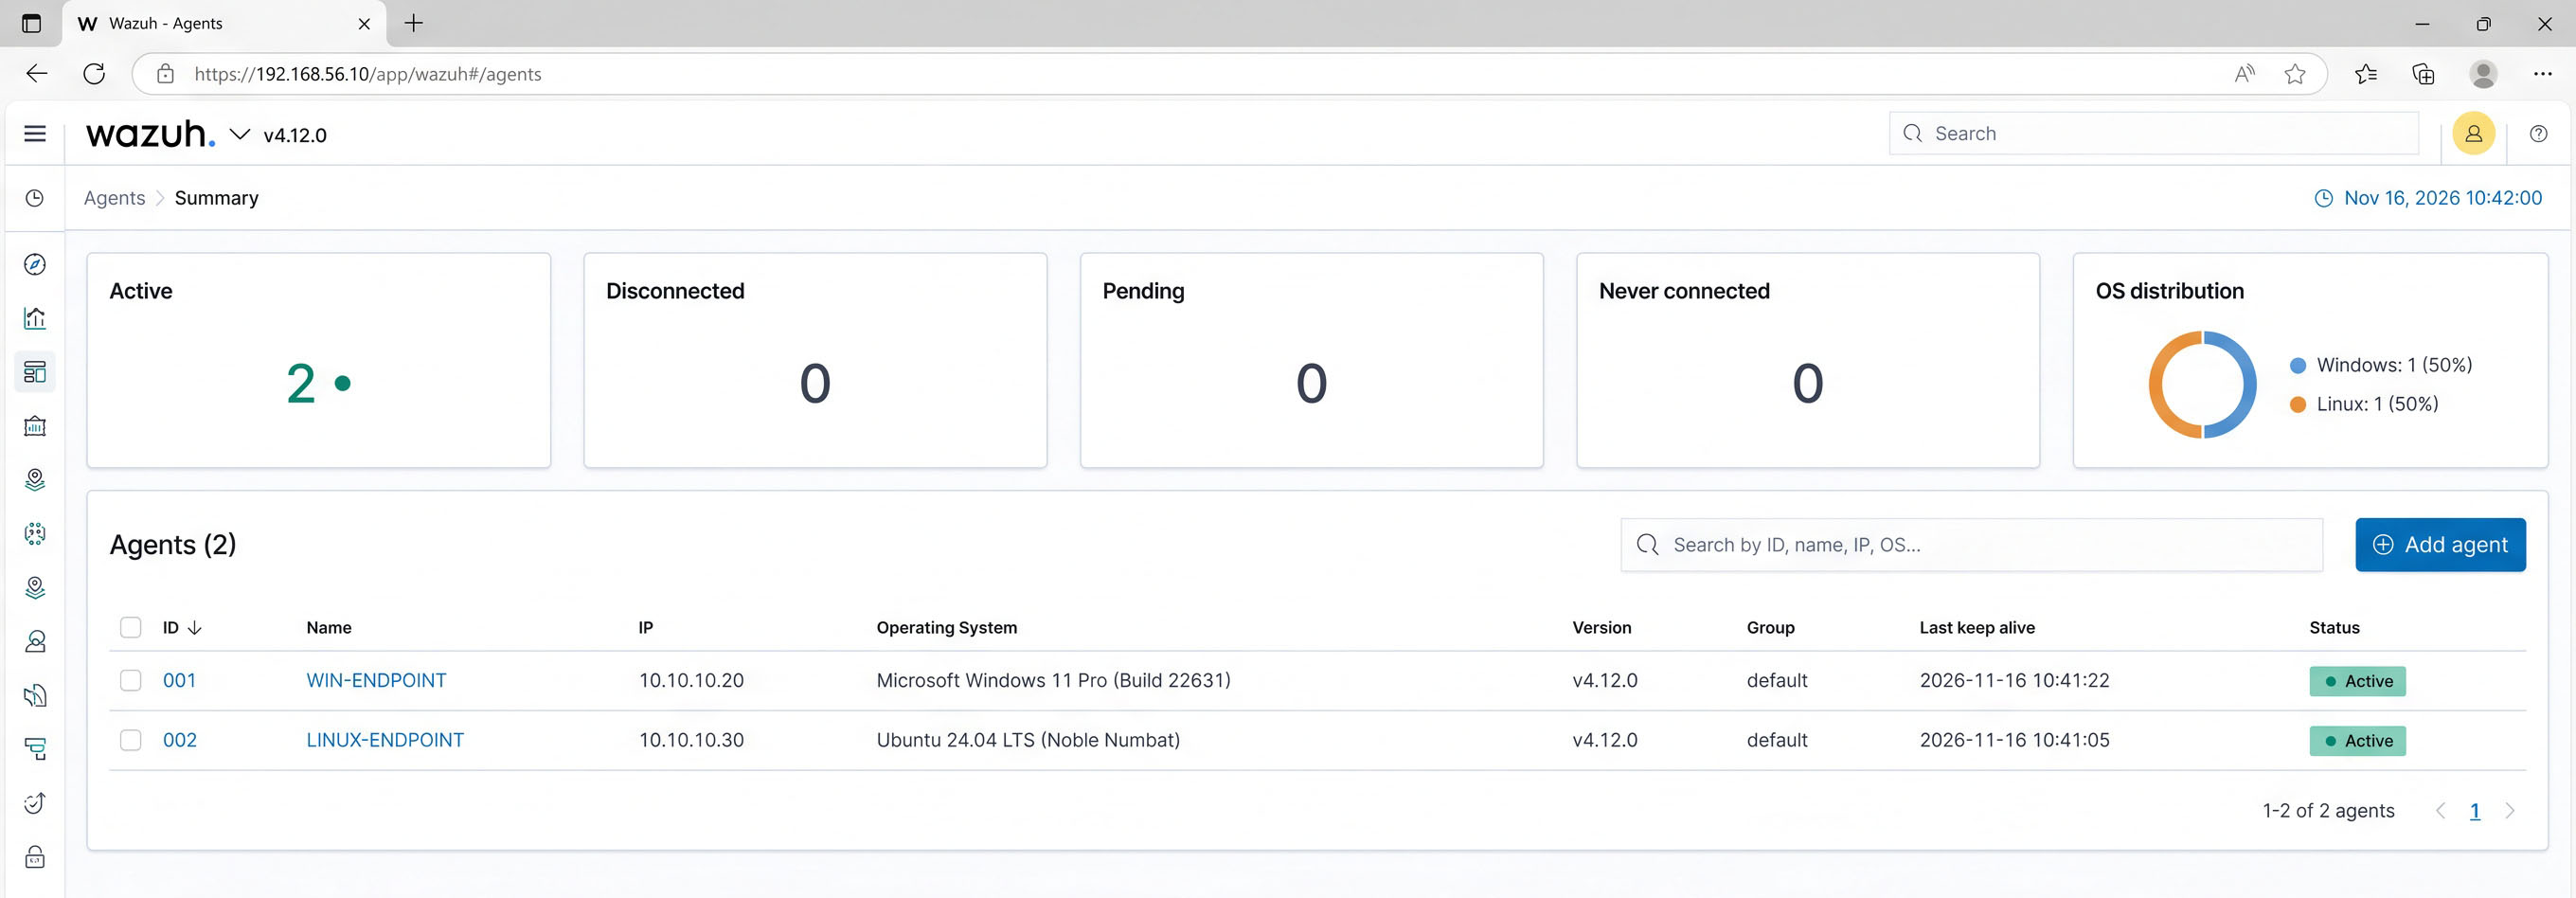 W Wazuh - Agents
https://192.168.56.10/app/wazuh#/agents
wazuh. v4.12.0
Search
Agents > Summary
Nov 16, 2026 10:42:00
Active
2
Disconnected
0
Pending
0
Never connected
0
OS distribution
Windows: 1 (50%)
Linux: 1 (50%)
Agents (2)
Search by ID, name, IP, OS...
Add agent
ID Name IP Operating System Version Group Last keep alive Status
001 WIN-ENDPOINT 10.10.10.20 Microsoft Windows 11 Pro (Build 22631) v4.12.0 default 2026-11-16 10:41:22 Active
002 LINUX-ENDPOINT 10.10.10.30 Ubuntu 24.04 LTS (Noble Numbat) v4.12.0 default 2026-11-16 10:41:05 Active
1-2 of 2 agents 1